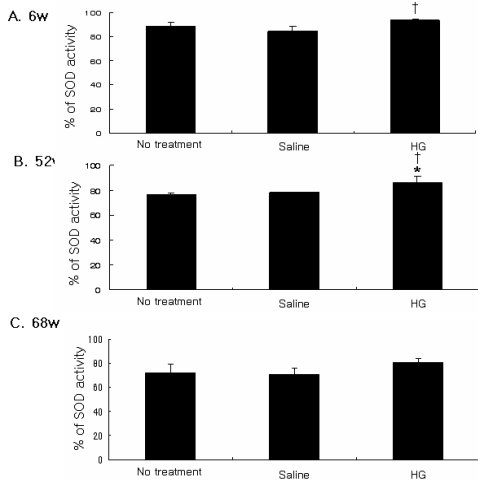 A. 6w
†
% of SOD activity
100
80
60
40
20
0
No treatment
Saline
HG
B. 52w
†
*
% of SOD activity
100
80
60
40
20
0
No treatment
Saline
HG
C. 68w
% of SOD activity
100
80
60
40
20
0
No treatment
Saline
HG